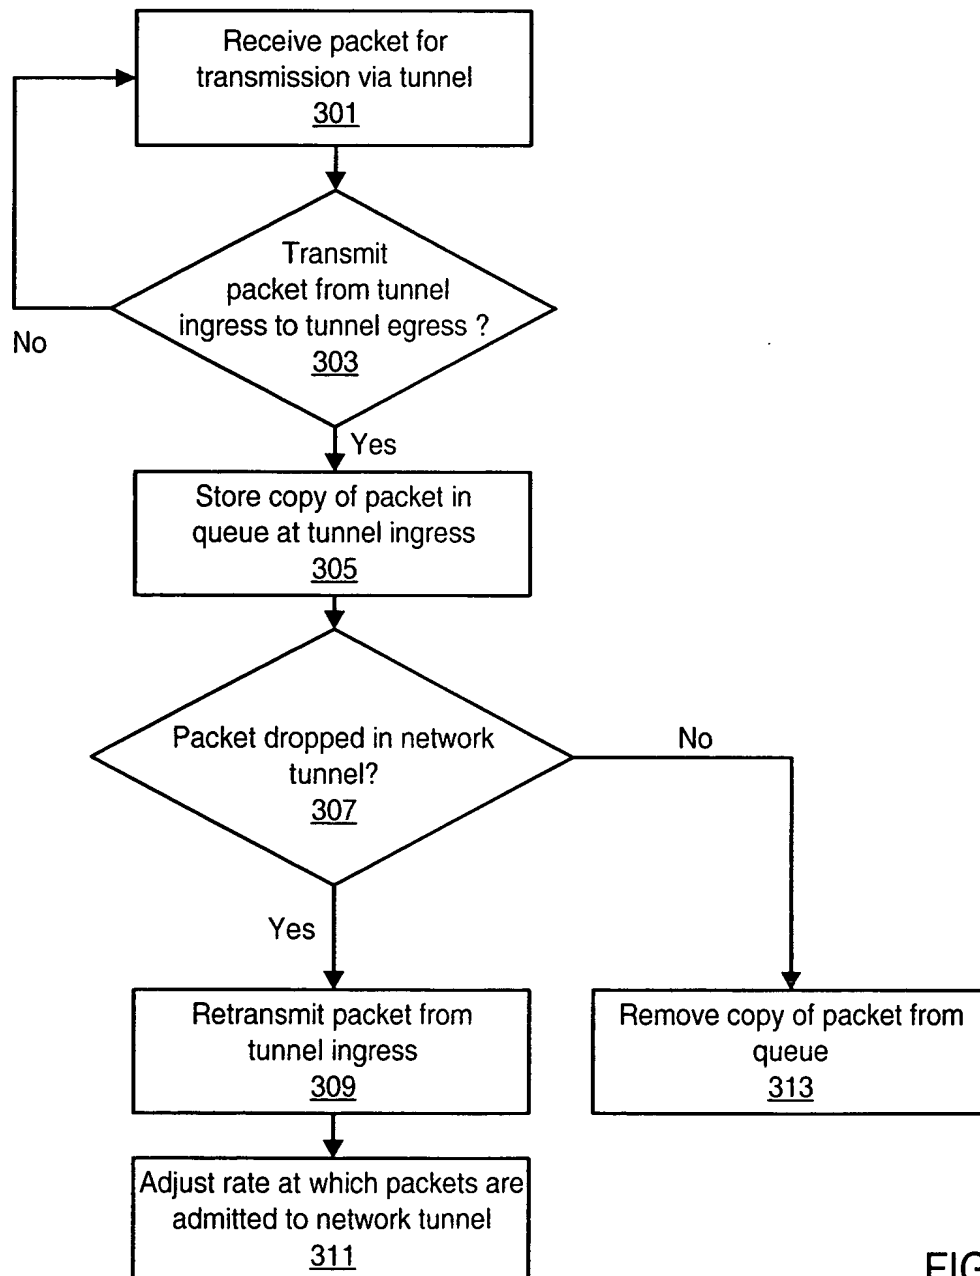 Receive packet for
transmission via tunnel
301
Transmit
packet from tunnel
ingress to tunnel egress ?
303
No
Yes
Store copy of packet in
queue at tunnel ingress
305
Packet dropped in network
tunnel?
307
No
Yes
Retransmit packet from
tunnel ingress
309
Remove copy of packet from
queue
313
Adjust rate at which packets are
admitted to network tunnel
311
FIG